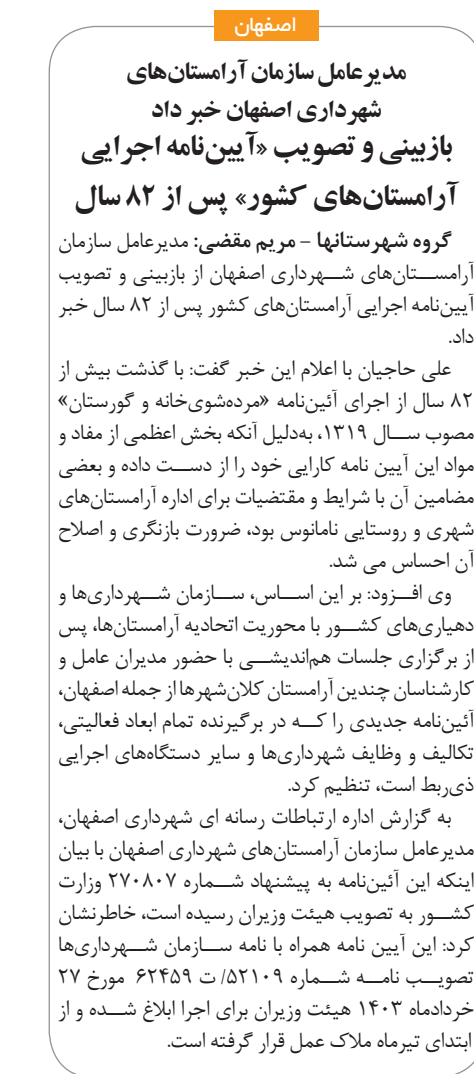 اصفهان
مدیرعامل سازمان آرامستان‌های
شهرداری اصفهان خبر داد
بازبینی و تصویب «آیین‌نامه اجرایی
آرامستان‌های کشور» پس از ۸۲ سال
گروه شهرستانها - مریم مقضی: مدیرعامل سازمان
آرامستان‌های شهرداری اصفهان از بازبینی و تصویب
آیین‌نامه اجرایی آرامستان‌های کشور پس از ۸۲ سال خبر
داد.
علی حاجیان با اعلام این خبر گفت: با گذشت بیش از
۸۲ سال از اجرای آئین‌نامه «مرده‌شوی‌خانه و گورستان»
مصوب سال ۱۳۱۹، به‌دلیل آنکه بخش اعظمی از مفاد و
مواد این آیین نامه کارایی خود را از دست داده و بعضی
مضامین آن با شرایط و مقتضیات برای اداره آرامستان‌های
شهری و روستایی نامانوس بود، ضرورت بازنگری و اصلاح
آن احساس می شد.
وی افزود: بر این اساس، سازمان شهرداری‌ها و
دهیاری‌های کشور با محوریت اتحادیه آرامستان‌ها، پس
از برگزاری جلسات هم‌اندیشی با حضور مدیران عامل و
کارشناسان چندین آرامستان کلان‌شهرها از جمله اصفهان،
آئین‌نامه جدیدی را که در برگیرنده تمام ابعاد فعالیتی،
تکالیف و وظایف شهرداری‌ها و سایر دستگاه‌های اجرایی
ذی‌ربط است، تنظیم کرد.
به گزارش اداره ارتباطات رسانه ای شهرداری اصفهان،
مدیرعامل سازمان آرامستان‌های شهرداری اصفهان با بیان
اینکه این آئین‌نامه به پیشنهاد شماره ۲۷۰۸۰۷ وزارت
کشور به تصویب هیئت وزیران رسیده است، خاطرنشان
کرد: این آیین نامه همراه با نامه سازمان شهرداری‌ها
تصویب نامه شماره ۵۲۱۰۹/ ت ۶۲۴۵۹ مورخ ۲۷
خردادماه ۱۴۰۳ هیئت وزیران برای اجرا ابلاغ شده و از
ابتدای تیرماه ملاک عمل قرار گرفته است.